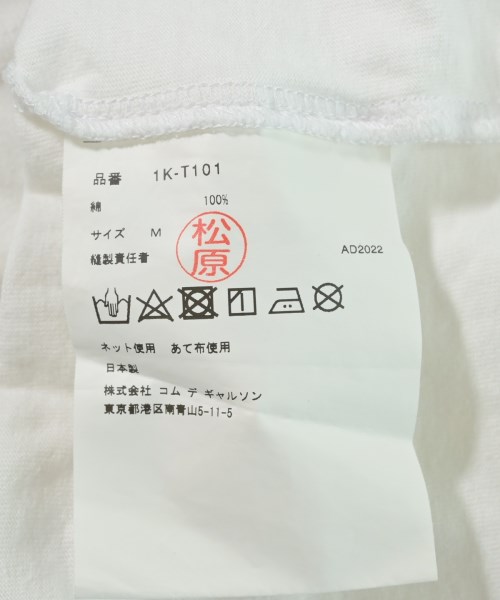 品番 1K-T101
綿 100%
サイズ M
縫製責任者 松原 AD2022
ネット使用 あて布使用
日本製
株式会社 コム デ ギャルソン
東京都港区南青山5-11-5